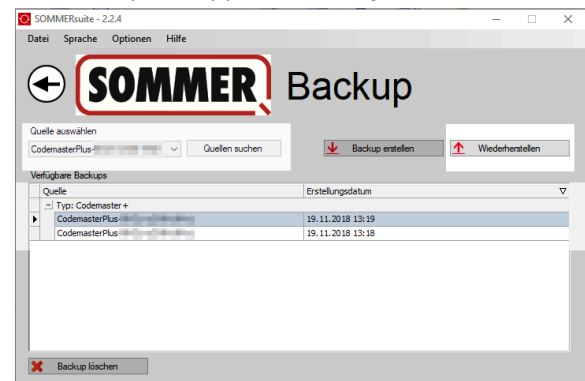 SOMMERsuite - 2.2.4
Datei Sprache Optionen Hilfe
SOMMER Backup
Quelle auswählen
CodemasterPlus- Quellen suchen Backup erstellen Wiederherstellen
Verfügbare Backups
Quelle Erstellungsdatum
Typ: Codemaster+
CodemasterPlus 19.11.2018 13:19
CodemasterPlus 19.11.2018 13:18
Backup löschen